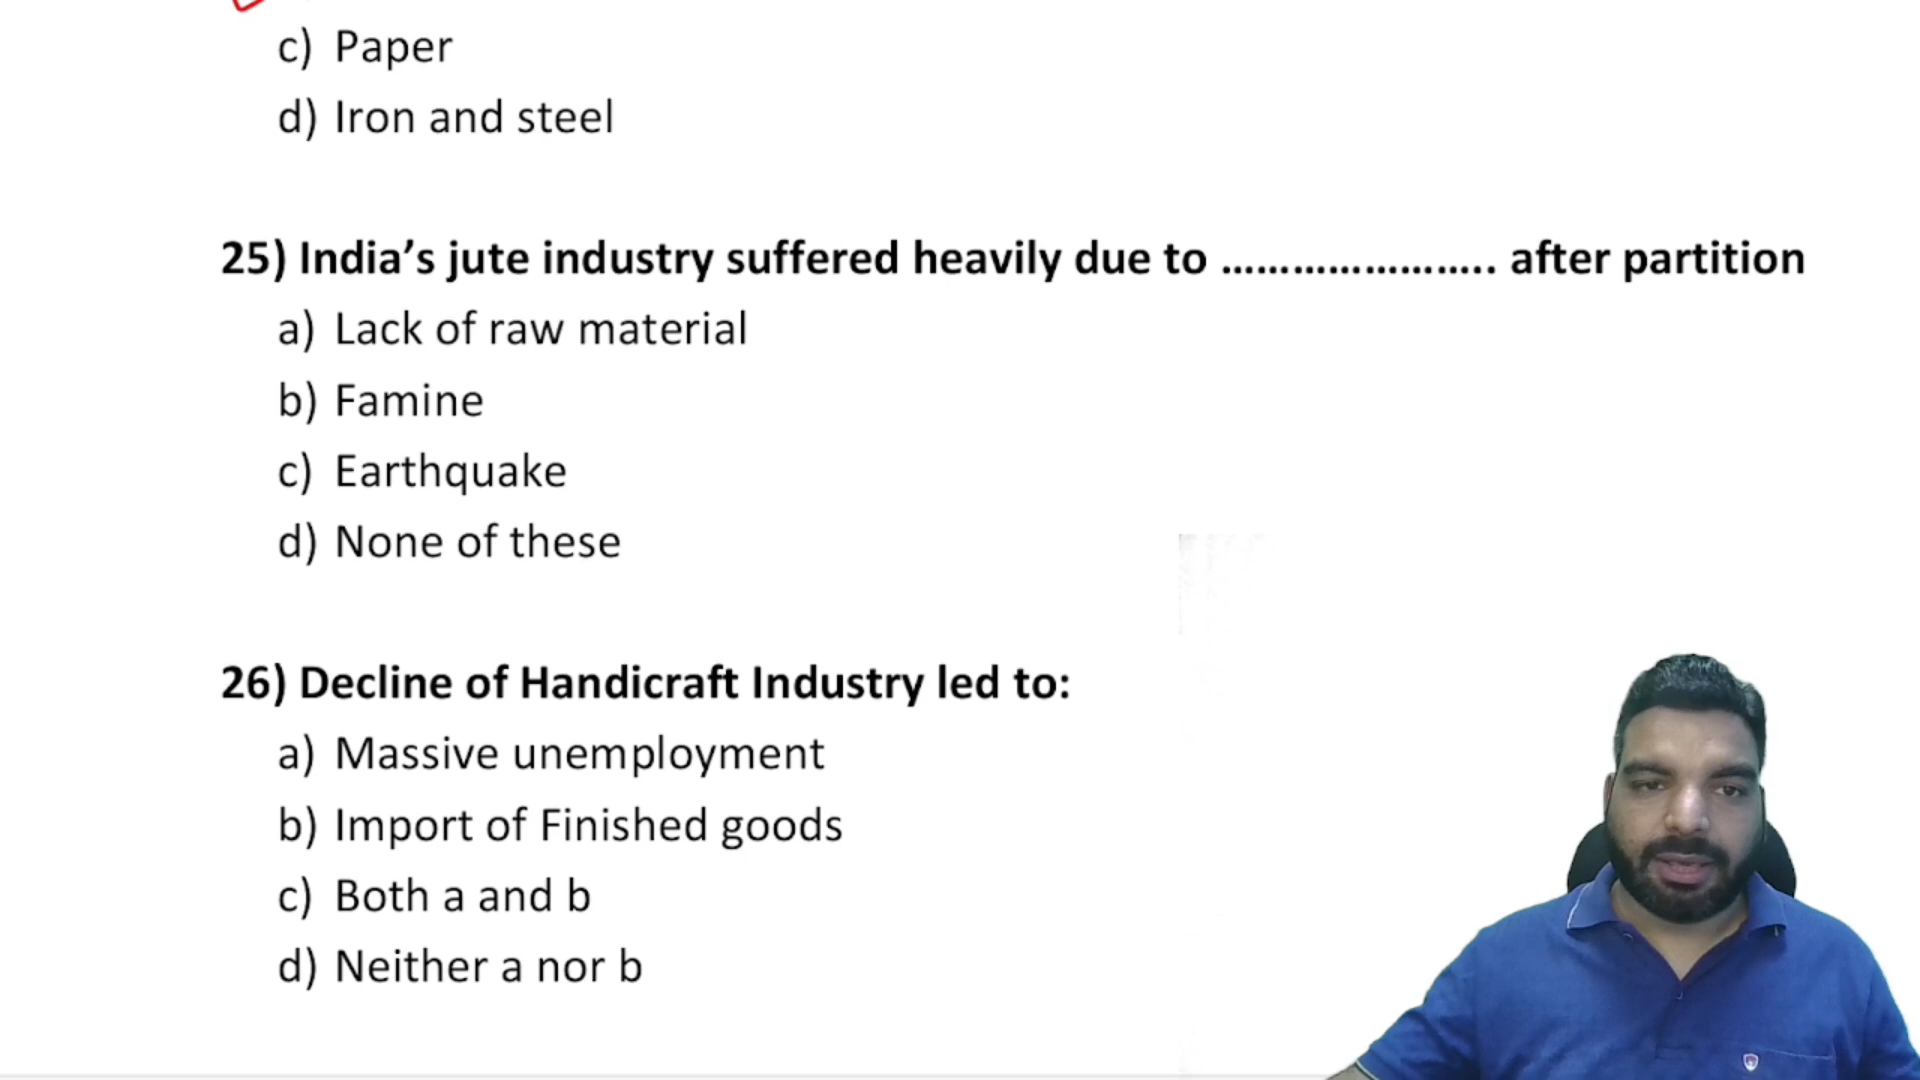 c) Paper
d) Iron and steel
25) India’s jute industry suffered heavily due to …………………….. after partition
a) Lack of raw material
b) Famine
c) Earthquake
d) None of these
26) Decline of Handicraft Industry led to:
a) Massive unemployment
b) Import of Finished goods
c) Both a and b
d) Neither a nor b